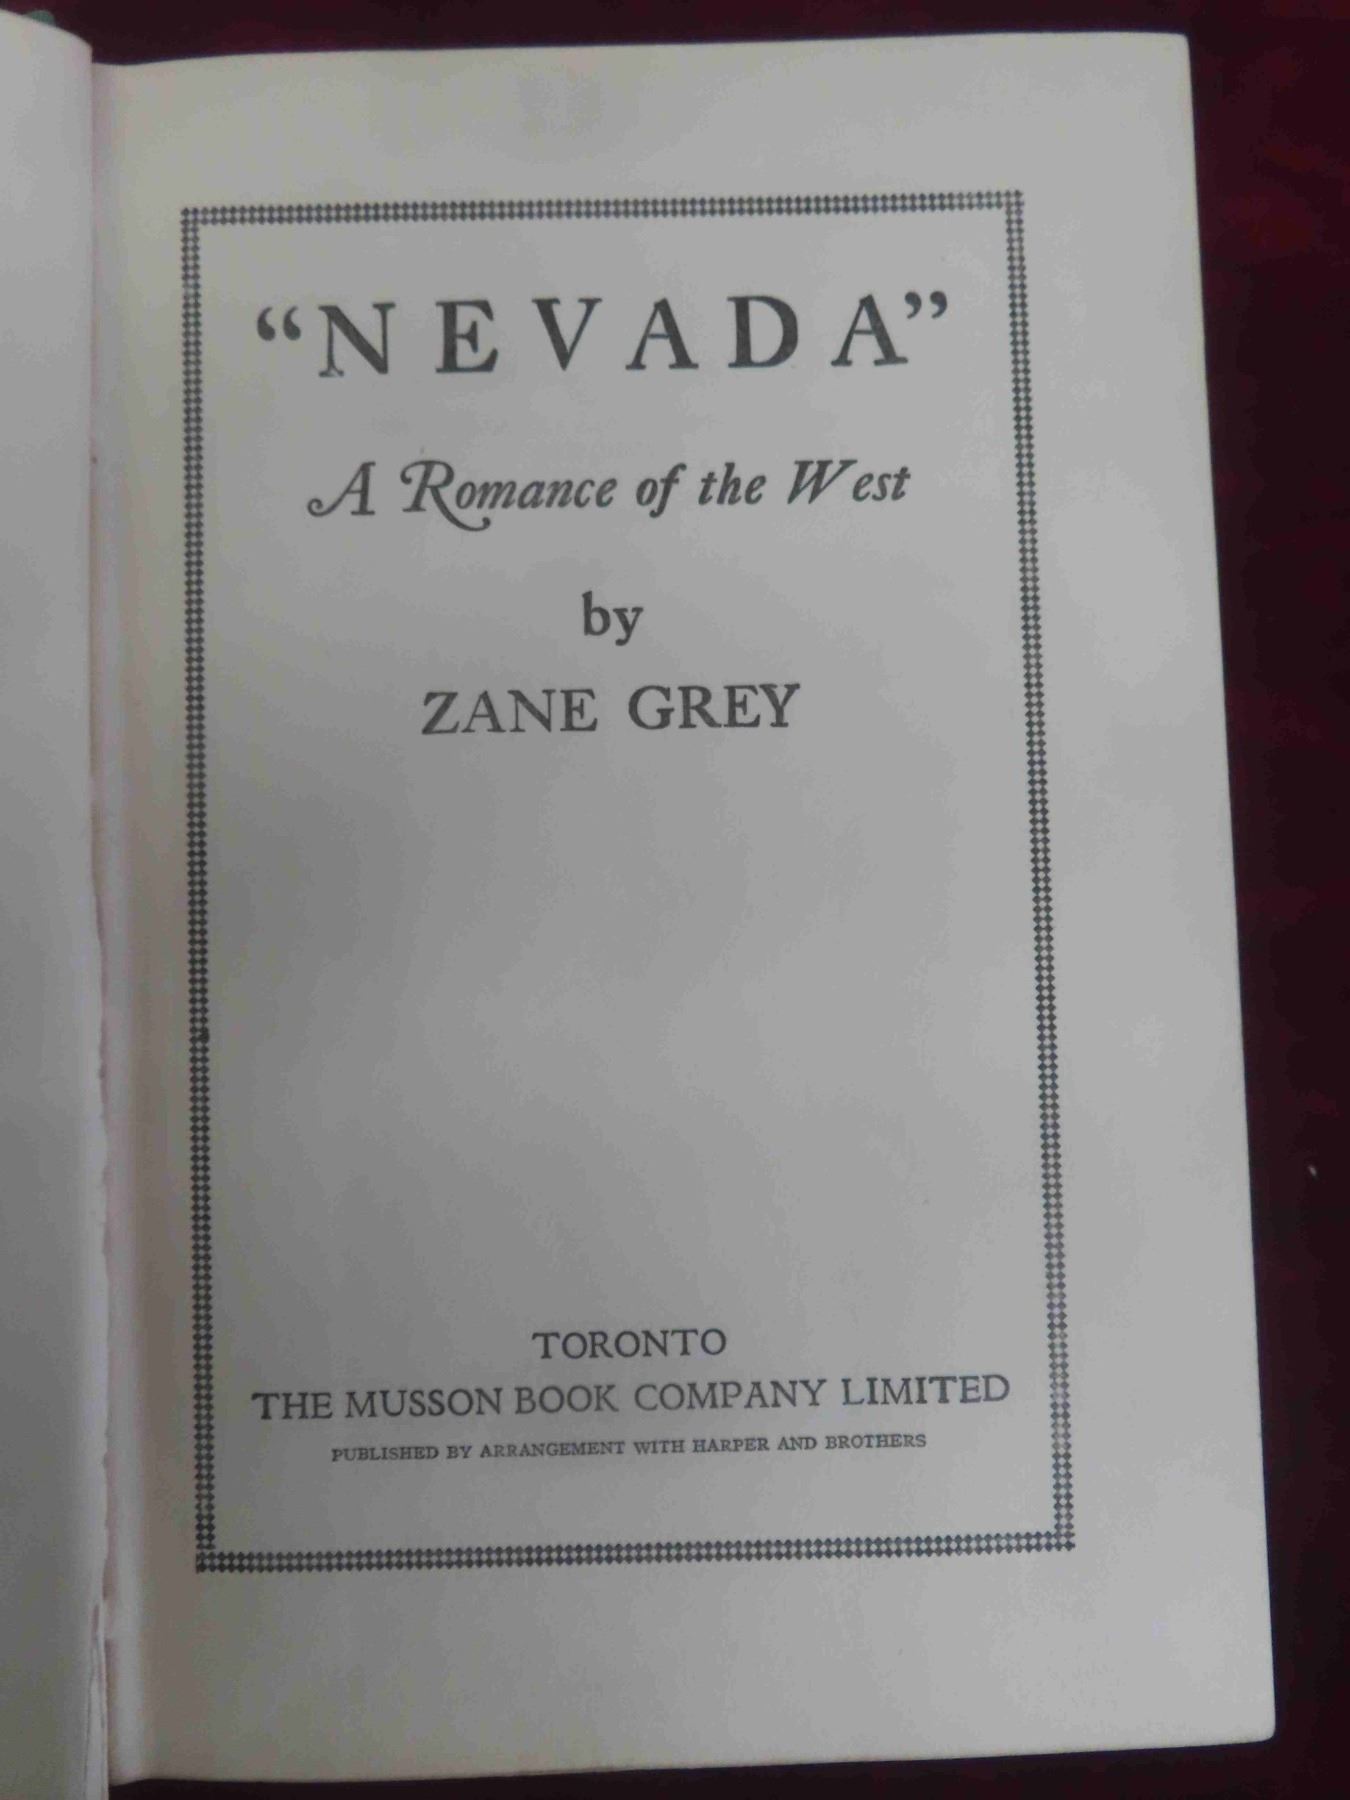 “NEVADA”
A Romance of the West
by
ZANE GREY
TORONTO
THE MUSSON BOOK COMPANY LIMITED
PUBLISHED BY ARRANGEMENT WITH HARPER AND BROTHERS